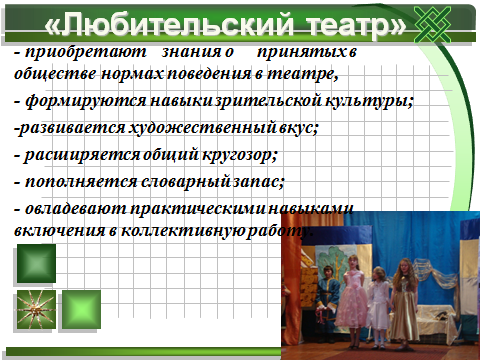 «Любительский театр»
- приобретают знания о принятых в
обществе нормах поведения в театре,
- формируются навыки зрительской культуры;
-развивается художественный вкус;
- расширяется общий кругозор;
- пополняется словарный запас;
- овладевают практическими навыками
включения в коллективную работу.